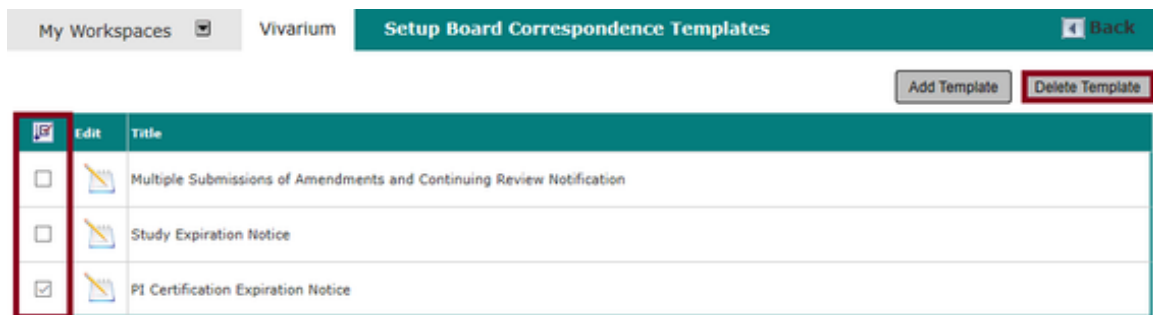 My Workspaces Vivarium Setup Board Correspondence Templates Back
Add Template Delete Template
Edit Title
Multiple Submissions of Amendments and Continuing Review Notification
Study Expiration Notice
PI Certification Expiration Notice